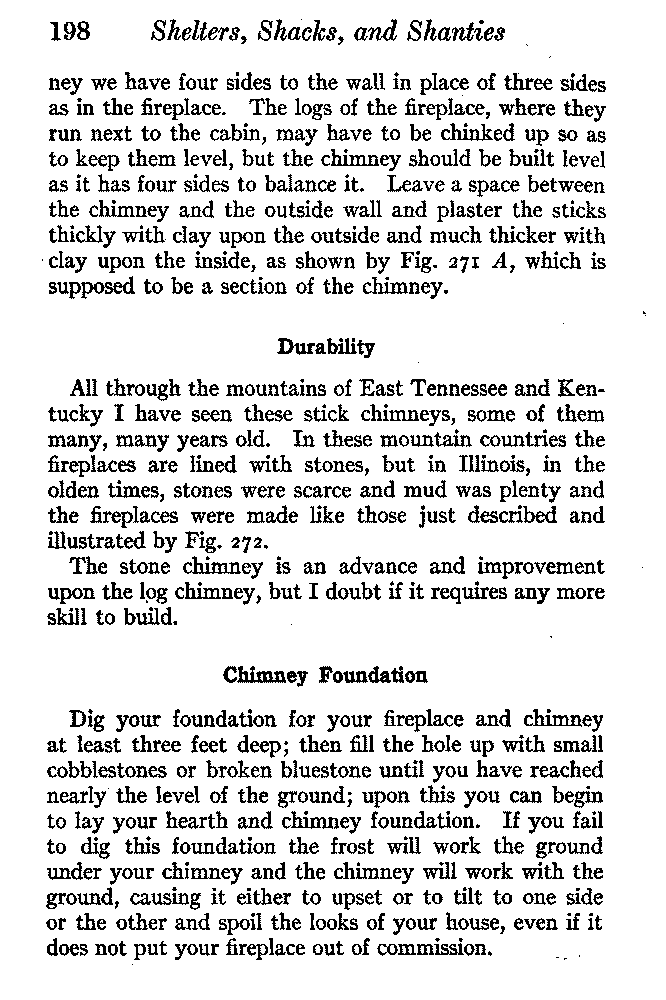 198 Shelters, Shacks, and Shanties
ney we have four sides to the wall in place of three sides
as in the fireplace. The logs of the fireplace, where they
run next to the cabin, may have to be chinked up so as
to keep them level, but the chimney should be built level
as it has four sides to balance it. Leave a space between
the chimney and the outside wall and plaster the sticks
thickly with clay upon the outside and much thicker with
clay upon the inside, as shown by Fig. 271 A, which is
supposed to be a section of the chimney.
Durability
All through the mountains of East Tennessee and Ken-
tucky I have seen these stick chimneys, some of them
many, many years old. In these mountain countries the
fireplaces are lined with stones, but in Illinois, in the
olden times, stones were scarce and mud was plenty and
the fireplaces were made like those just described and
illustrated by Fig. 272.
The stone chimney is an advance and improvement
upon the log chimney, but I doubt if it requires any more
skill to build.
Chimney Foundation
Dig your foundation for your fireplace and chimney
at least three feet deep; then fill the hole up with small
cobblestones or broken bluestone until you have reached
nearly the level of the ground; upon this you can begin
to lay your hearth and chimney foundation. If you fail
to dig this foundation the frost will work the ground
under your chimney and the chimney will work with the
ground, causing it either to upset or to tilt to one side
or the other and spoil the looks of your house, even if it
does not put your fireplace out of commission.